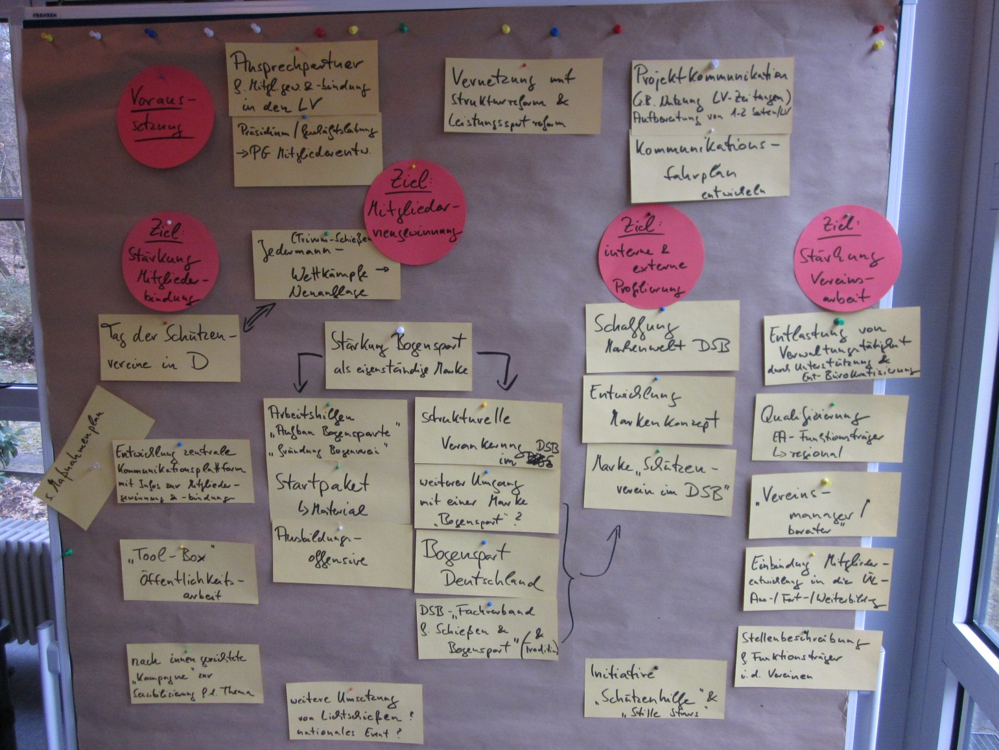 FRANKEN
Voraus-
setzung
Ansprechpartner
f. Mitgl.gew. & -bindung
in den LV
Präsidium / Geschäftsleitung
→ PG Mitgliederentw.
Vernetzung mit
Strukturreform &
Leistungssportreform
Projektkommunikation
(z.B. Nutzung LV-Zeitungen)
Aufbereitung von 1-2 Seiten/LV
Kommunikations-
fahrplan
entwickeln
Ziel:
Stärkung
Mitglieder-
bindung
Tag der Schützen-
vereine in D
s. Maßnahmenplan
Entwicklung zentrale
Kommunikationsplattform
mit Infos zur Mitglieder-
gewinnung & -bindung
„Tool-Box"
Öffentlichkeits-
arbeit
nach innen gerichtete
„Kampagne" zur
Sensibilisierung f. d. Thema
Ziel:
Mitglieder-
neugewinnung
(Trimm-Schießen
Jedermann-
Wettkämpfe →
Neuauflage
Stärkung Bogensport
als eigenständige Marke
Arbeitshilfen
„Aufbau Bogensparte"
„Gründung Bogenverein"
Startpaket
↳ Material
Ausbildungs-
offensive
strukturelle
Verankerung DSB
im
weiterer Umgang
mit einer Marke
„Bogensport" ?
Bogensport
Deutschland
DSB - „Fachverband
f. Schießen &
Bogensport" (& Tradition)
weitere Umsetzung
von Lichtschießen ?
nationales Event ?
Ziel:
interne &
externe
Profilierung
Schaffung
Markenwelt DSB
Entwicklung
Markenkonzept
Marke „Schützen-
verein im DSB"
Initiative
„Schützenhilfe" &
„Stille Stars"
Ziel:
Stärkung
Vereins-
arbeit
Entlastung von
Verwaltungstätigkeit
durch Unterstützung &
Ent-Bürokratisierung
Qualifizierung
EA-Funktionsträger
↳ regional
„Vereins-
manager /
berater"
Einbindung Mitglieder-
entwicklung in die ÜL-
Aus-/Fort-/Weiterbildg
Stellenbeschreibung
f. Funktionsträger
i.d. Vereinen